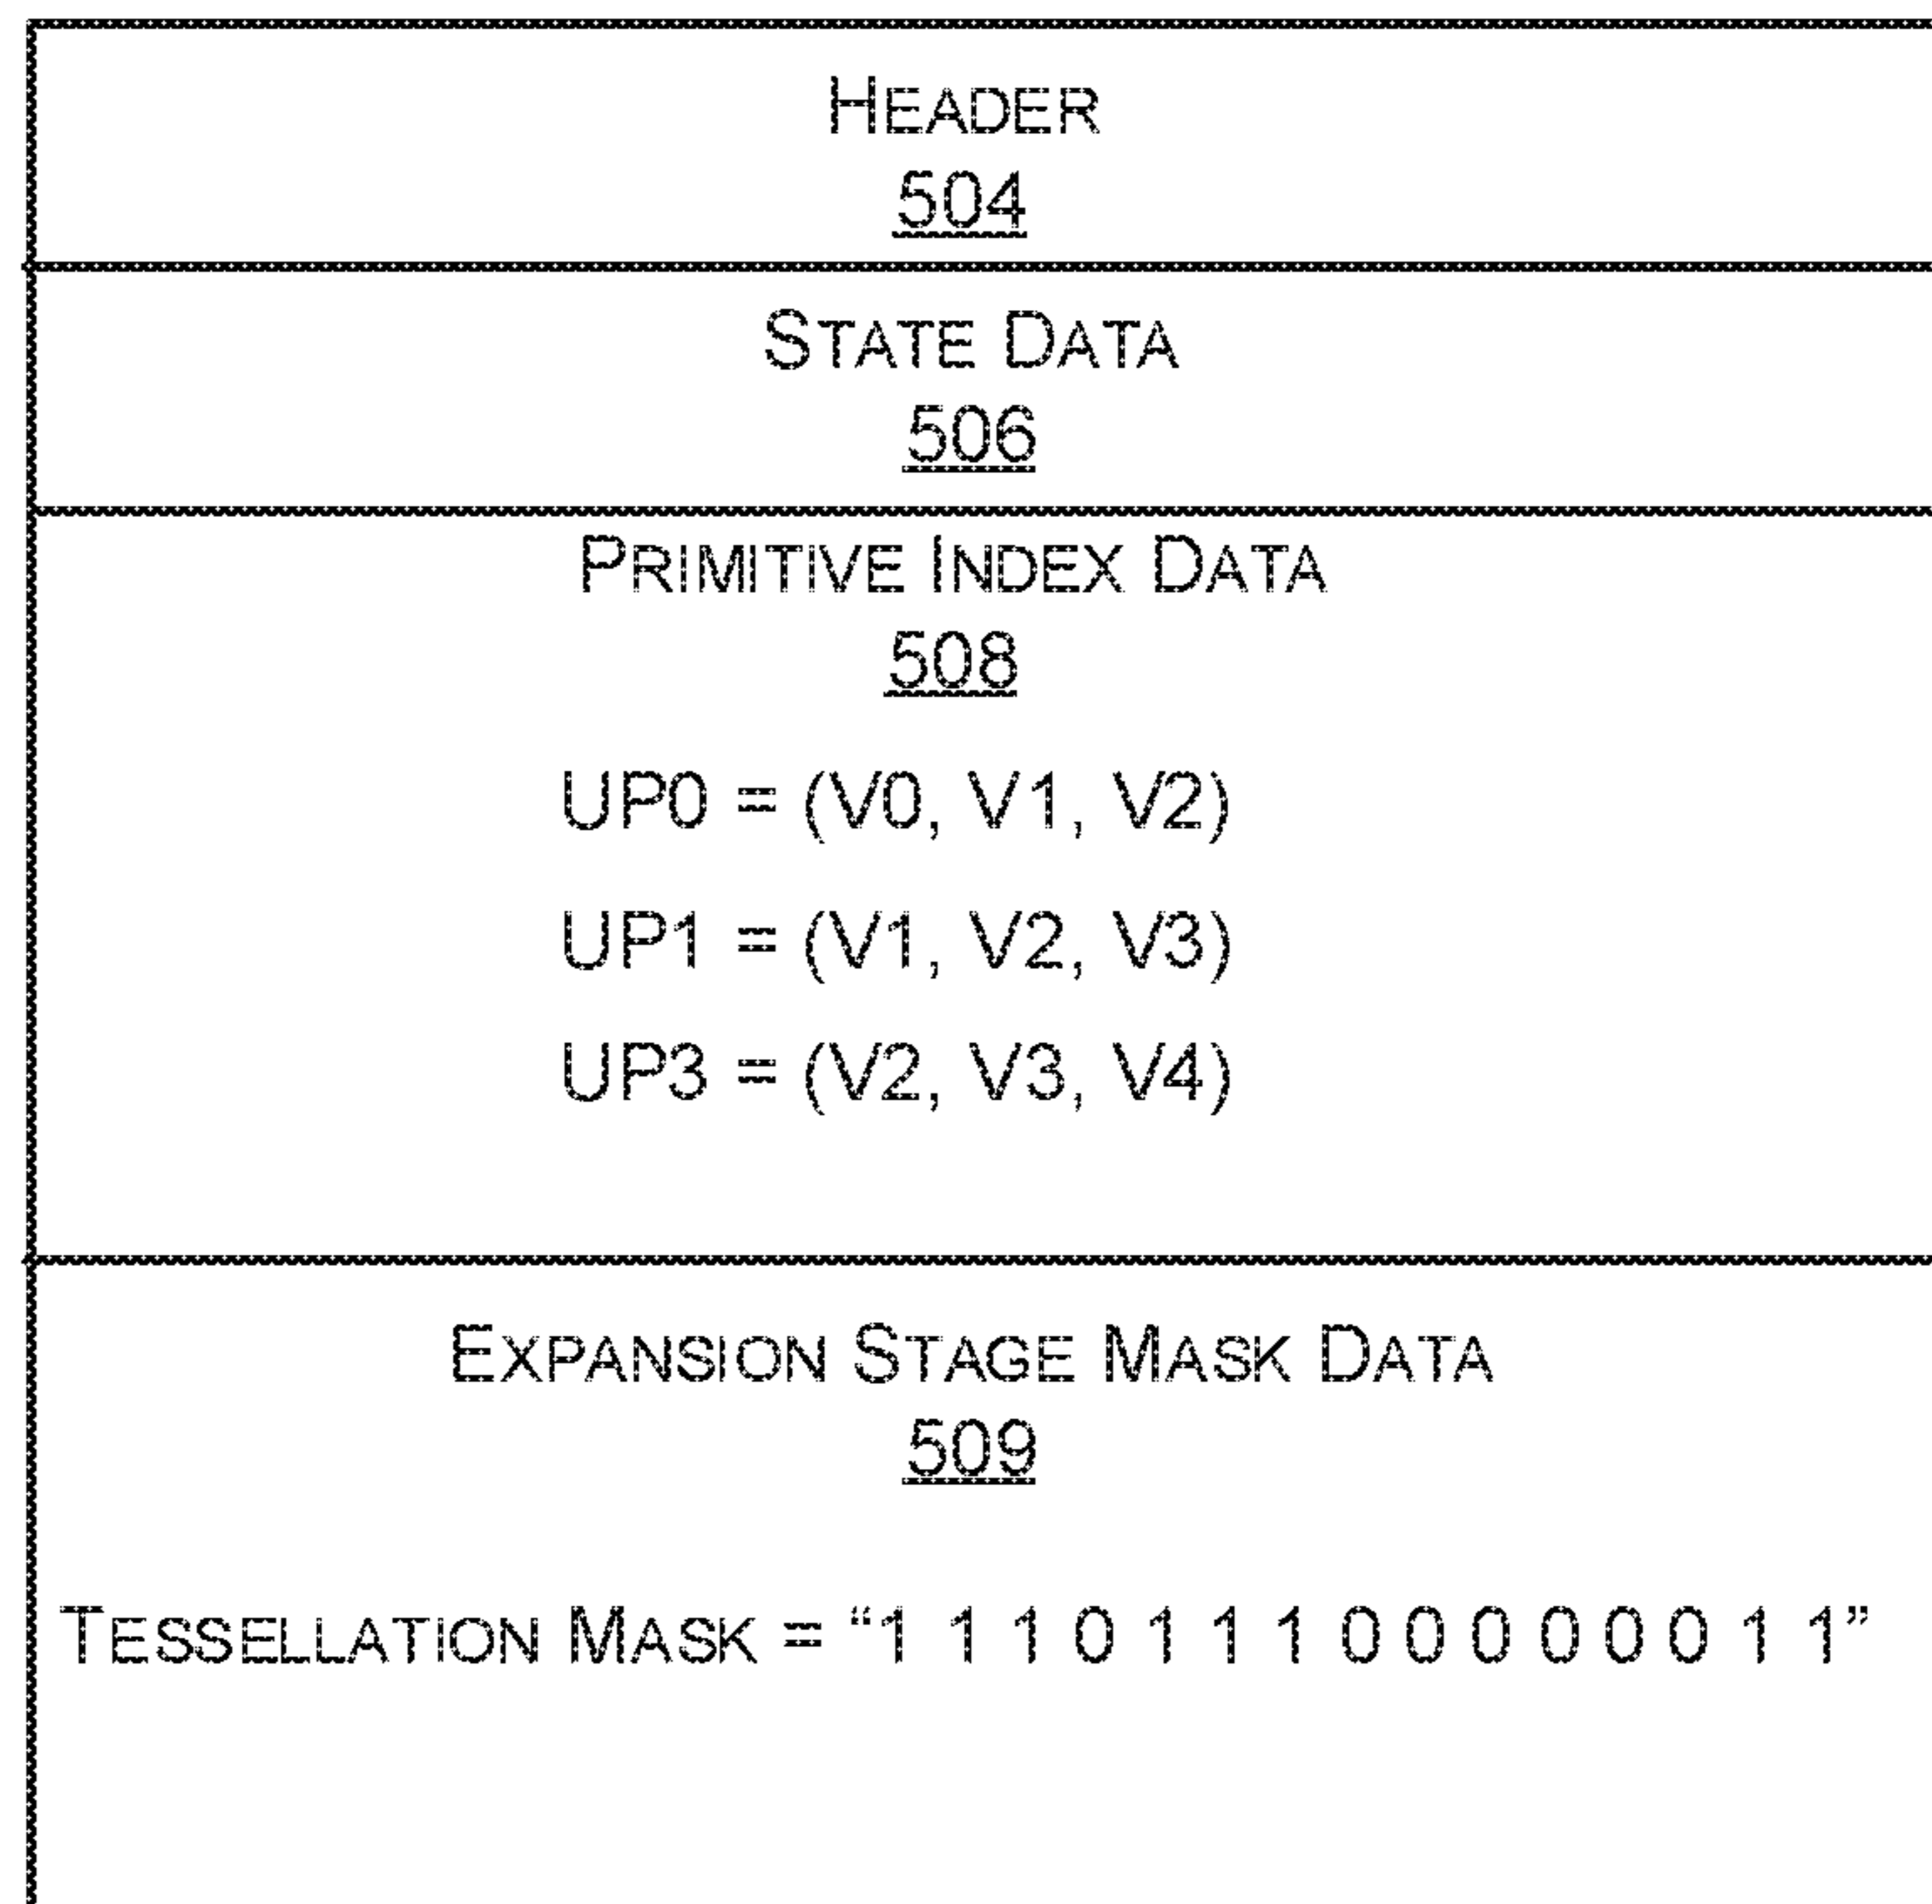 HEADER
504
STATE DATA
506
PRIMITIVE INDEX DATA
508
UP0 = (V0, V1, V2)
UP1 = (V1, V2, V3)
UP3 = (V2, V3, V4)
EXPANSION STAGE MASK DATA
509
TESSELLATION MASK = “1 1 1 0 1 1 1 0 0 0 0 0 0 1 1”